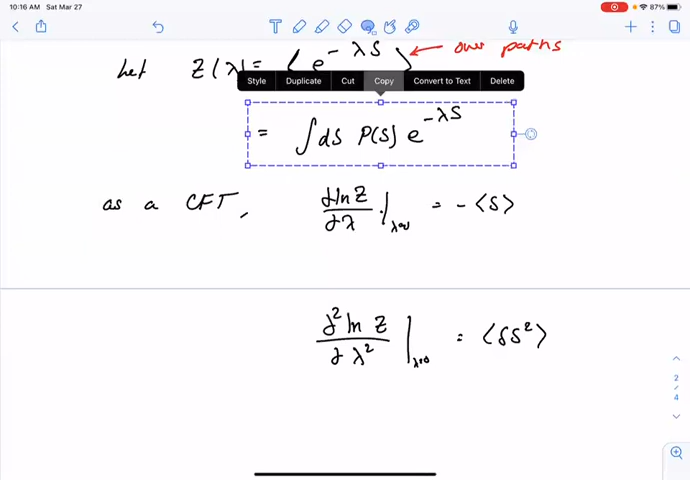 10:16 AM Sat Mar 27
87%
Let Z(λ) = ⟨e^{-λS}⟩ ← over paths
Style Duplicate Cut Copy Convert to Text Delete
= ∫dS P(S) e^{-λS}
as a CFT, ∂ln Z/∂λ |_{λ=0} = -⟨S⟩
∂² ln Z/∂λ² |_{λ=0} = ⟨δS²⟩
2
/
4